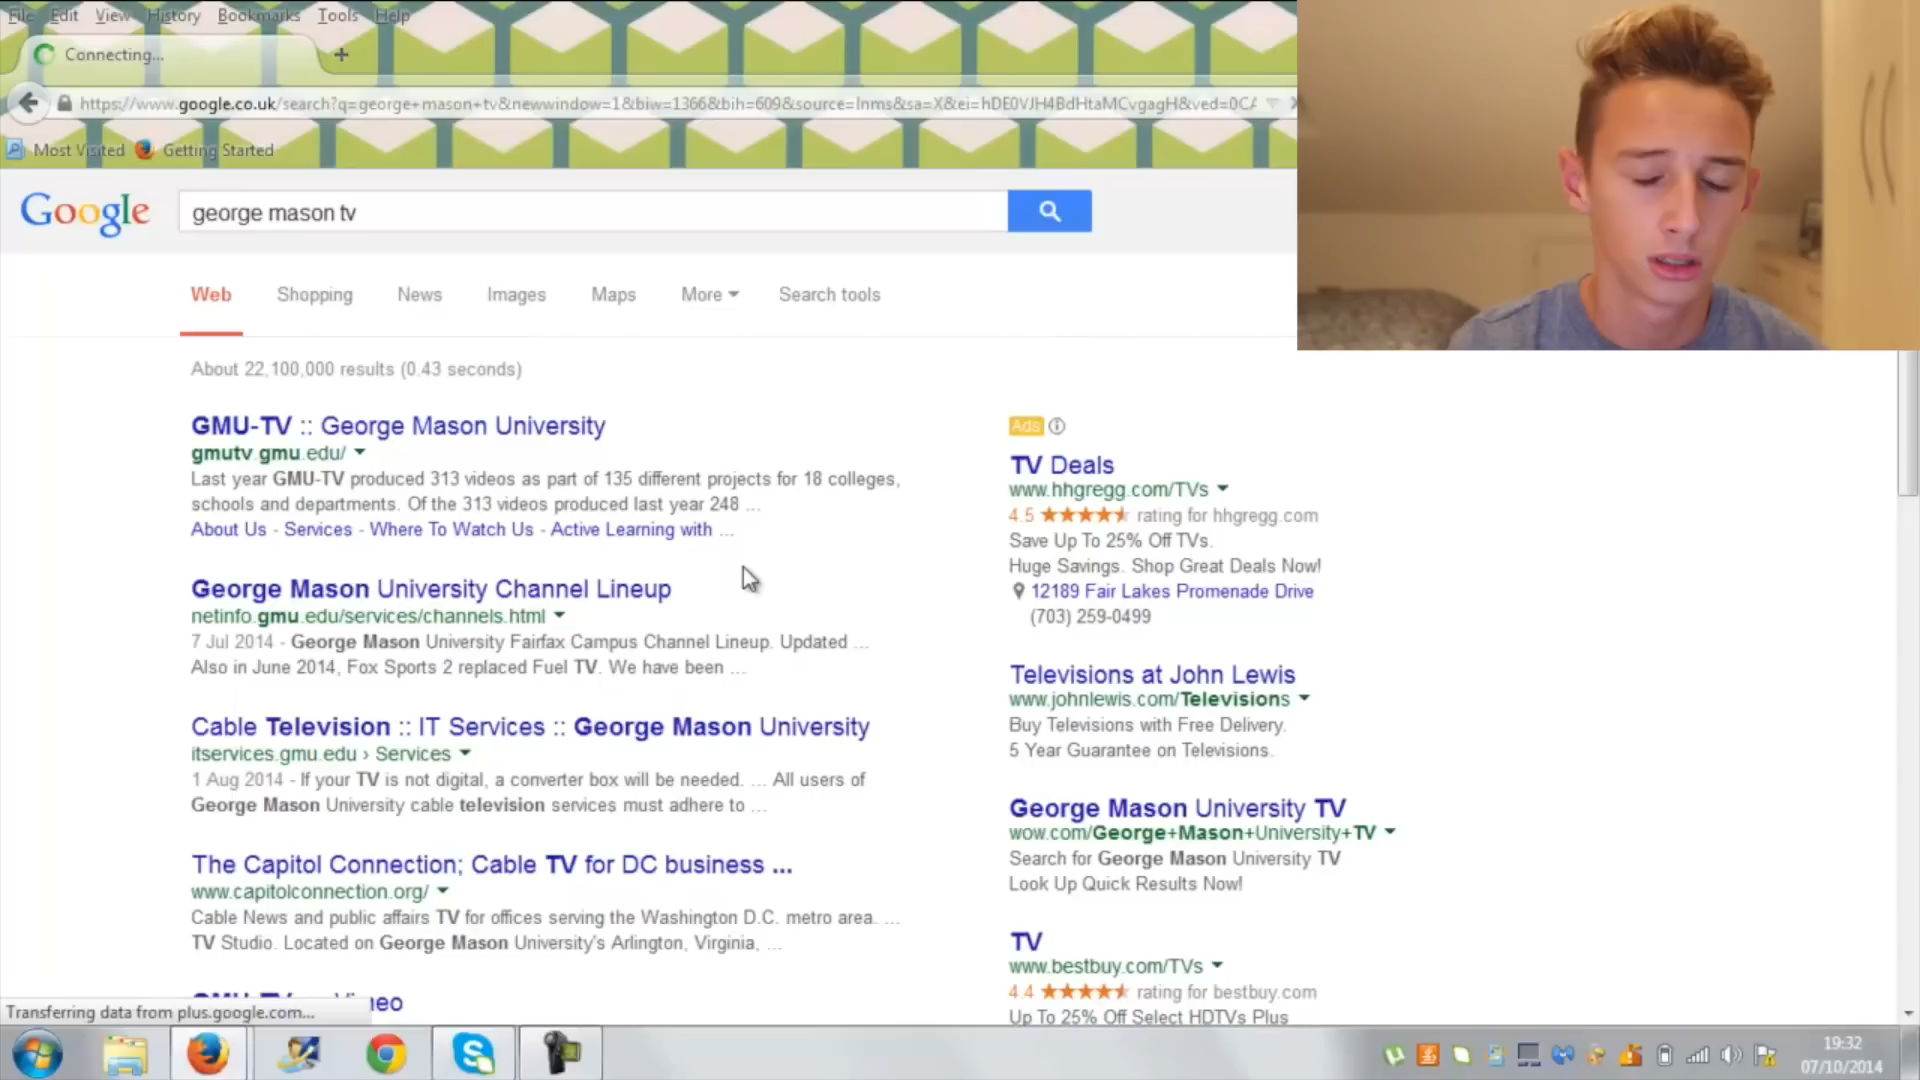 File Edit View History Bookmarks Tools Help
Connecting...
https://www.google.co.uk/search?q=george+mason+tv&newwindow=1&biw=1366&bih=609&source=lnms&sa=X&ei=hDE0VJH4BdHtaMCvgagH&ved=0CA
Most Visited Getting Started
Google
george mason tv
Web Shopping News Images Maps More Search tools
About 22,100,000 results (0.43 seconds)
GMU-TV :: George Mason University
gmutv.gmu.edu/
Last year GMU-TV produced 313 videos as part of 135 different projects for 18 colleges,
schools and departments. Of the 313 videos produced last year 248 ...
About Us - Services - Where To Watch Us - Active Learning with ...
George Mason University Channel Lineup
netinfo.gmu.edu/services/channels.html
7 Jul 2014 - George Mason University Fairfax Campus Channel Lineup. Updated ...
Also in June 2014, Fox Sports 2 replaced Fuel TV. We have been ...
Cable Television :: IT Services :: George Mason University
itservices.gmu.edu › Services
1 Aug 2014 - If your TV is not digital, a converter box will be needed. ... All users of
George Mason University cable television services must adhere to ...
The Capitol Connection; Cable TV for DC business ...
www.capitolconnection.org/
Cable News and public affairs TV for offices serving the Washington D.C. metro area. ...
TV Studio. Located on George Mason University's Arlington, Virginia, ...
Ads
TV Deals
www.hhgregg.com/TVs
4.5 rating for hhgregg.com
Save Up To 25% Off TVs.
Huge Savings. Shop Great Deals Now!
12189 Fair Lakes Promenade Drive
(703) 259-0499
Televisions at John Lewis
www.johnlewis.com/Televisions
Buy Televisions with Free Delivery.
5 Year Guarantee on Televisions.
George Mason University TV
wow.com/George+Mason+University+TV
Search for George Mason University TV
Look Up Quick Results Now!
TV
www.bestbuy.com/TVs
4.4 rating for bestbuy.com
Up To 25% Off Select HDTVs Plus
Transferring data from plus.google.com...
19:32
07/10/2014